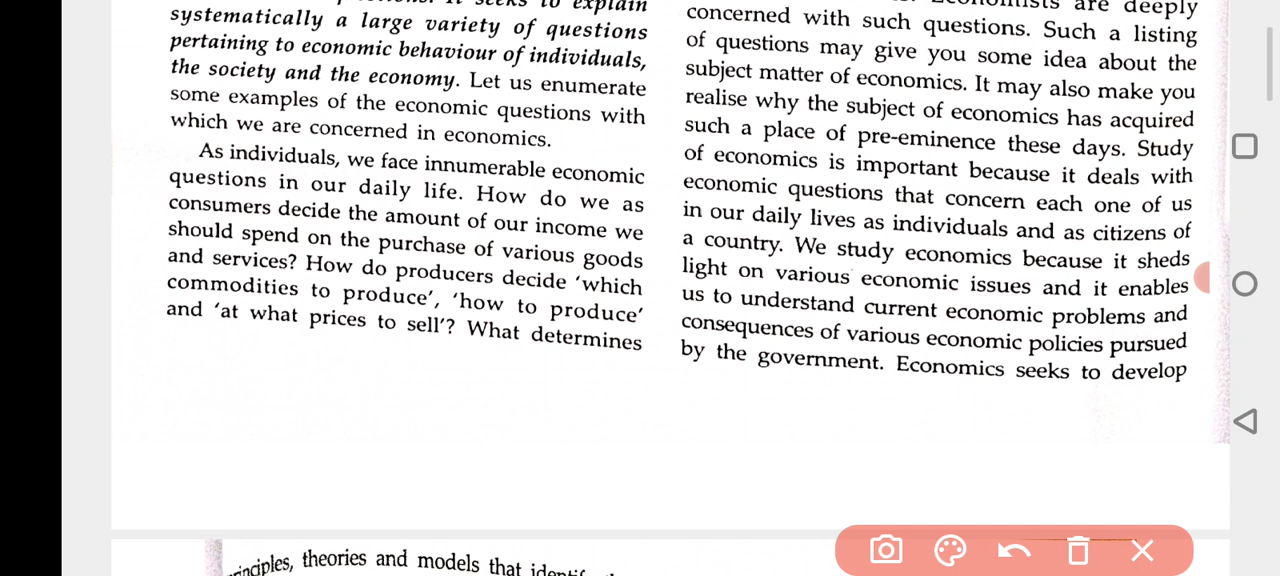 to explain
systematically a large variety of questions
pertaining to economic behaviour of individuals,
the society and the economy. Let us enumerate
some examples of the economic questions with
which we are concerned in economics.
As individuals, we face innumerable economic
questions in our daily life. How do we as
consumers decide the amount of our income we
should spend on the purchase of various goods
and services? How do producers decide ‘which
commodities to produce’, ‘how to produce’
and ‘at what prices to sell’? What determines
are deeply
concerned with such questions. Such a listing
of questions may give you some idea about the
subject matter of economics. It may also make you
realise why the subject of economics has acquired
such a place of pre-eminence these days. Study
of economics is important because it deals with
economic questions that concern each one of us
in our daily lives as individuals and as citizens of
a country. We study economics because it sheds
light on various economic issues and it enables
us to understand current economic problems and
consequences of various economic policies pursued
by the government. Economics seeks to develop
theories and models that